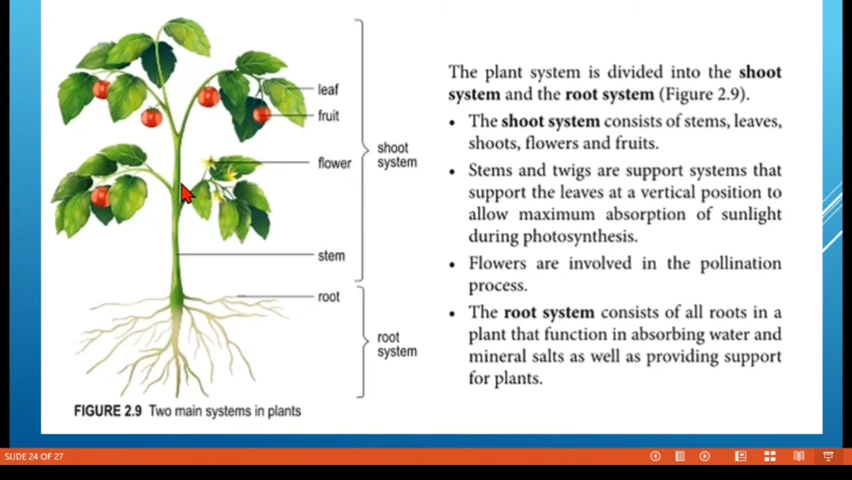 leaf
fruit
flower
stem
root
shoot
system
root
system
FIGURE 2.9 Two main systems in plants
The plant system is divided into the shoot
system and the root system (Figure 2.9).
• The shoot system consists of stems, leaves,
shoots, flowers and fruits.
• Stems and twigs are support systems that
support the leaves at a vertical position to
allow maximum absorption of sunlight
during photosynthesis.
• Flowers are involved in the pollination
process.
• The root system consists of all roots in a
plant that function in absorbing water and
mineral salts as well as providing support
for plants.
SLIDE 24 OF 27